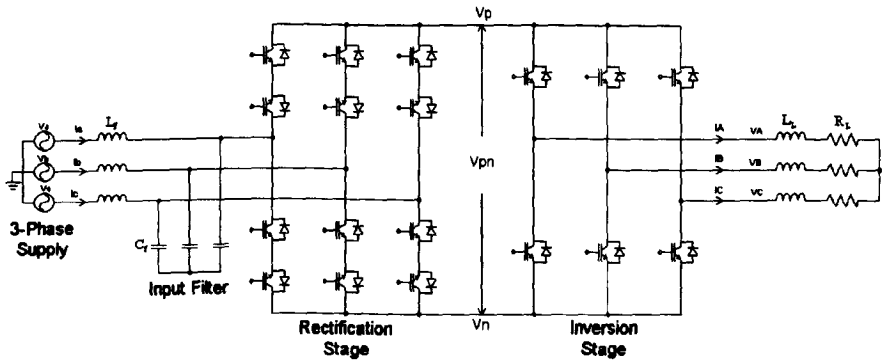 Vp
Va
Ia
Lf
IA
VA
LL
RL
Vb
Ib
Vpn
IB
VB
Vc
Ic
IC
VC
3-Phase
Supply
Cf
Input Filter
Rectification
Stage
Vn
Inversion
Stage